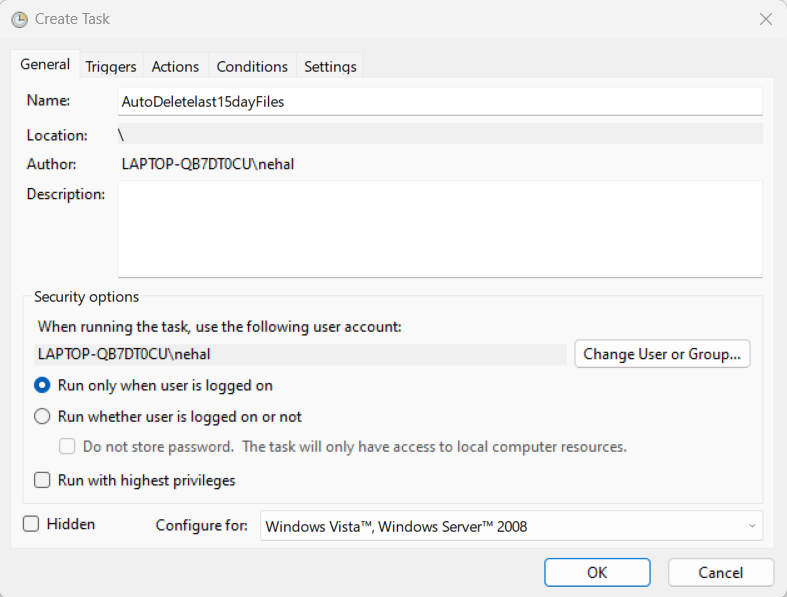 Create Task
General Triggers Actions Conditions Settings
Name: AutoDeletelast15dayFiles
Location: \
Author: LAPTOP-QB7DT0CU\nehal
Description:
Security options
When running the task, use the following user account:
LAPTOP-QB7DT0CU\nehal Change User or Group...
Run only when user is logged on
Run whether user is logged on or not
Do not store password. The task will only have access to local computer resources.
Run with highest privileges
Hidden Configure for: Windows Vista™, Windows Server™ 2008
OK Cancel